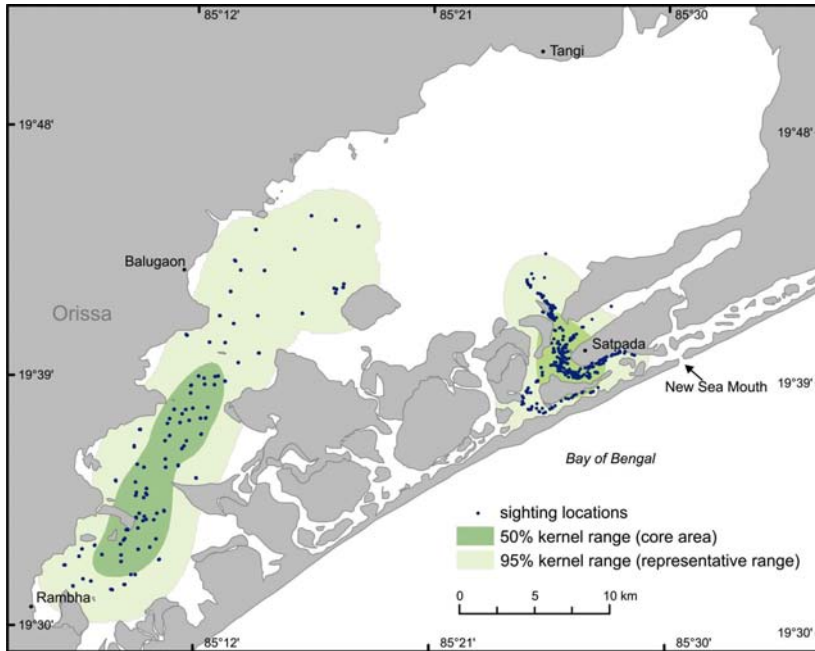 85°12' 85°21 85°30
Tangi
19°48' 19°48'
Balugaon
Orissa
Satpada
19°39' 19°39'
New Sea Mouth
Bay of Bengal
sighting locations
50% kernel range (core area)
95% kernel range (representative range)
Rambha
0 5 10 km
19°30' 19°30'
85°12' 85°21 85°30